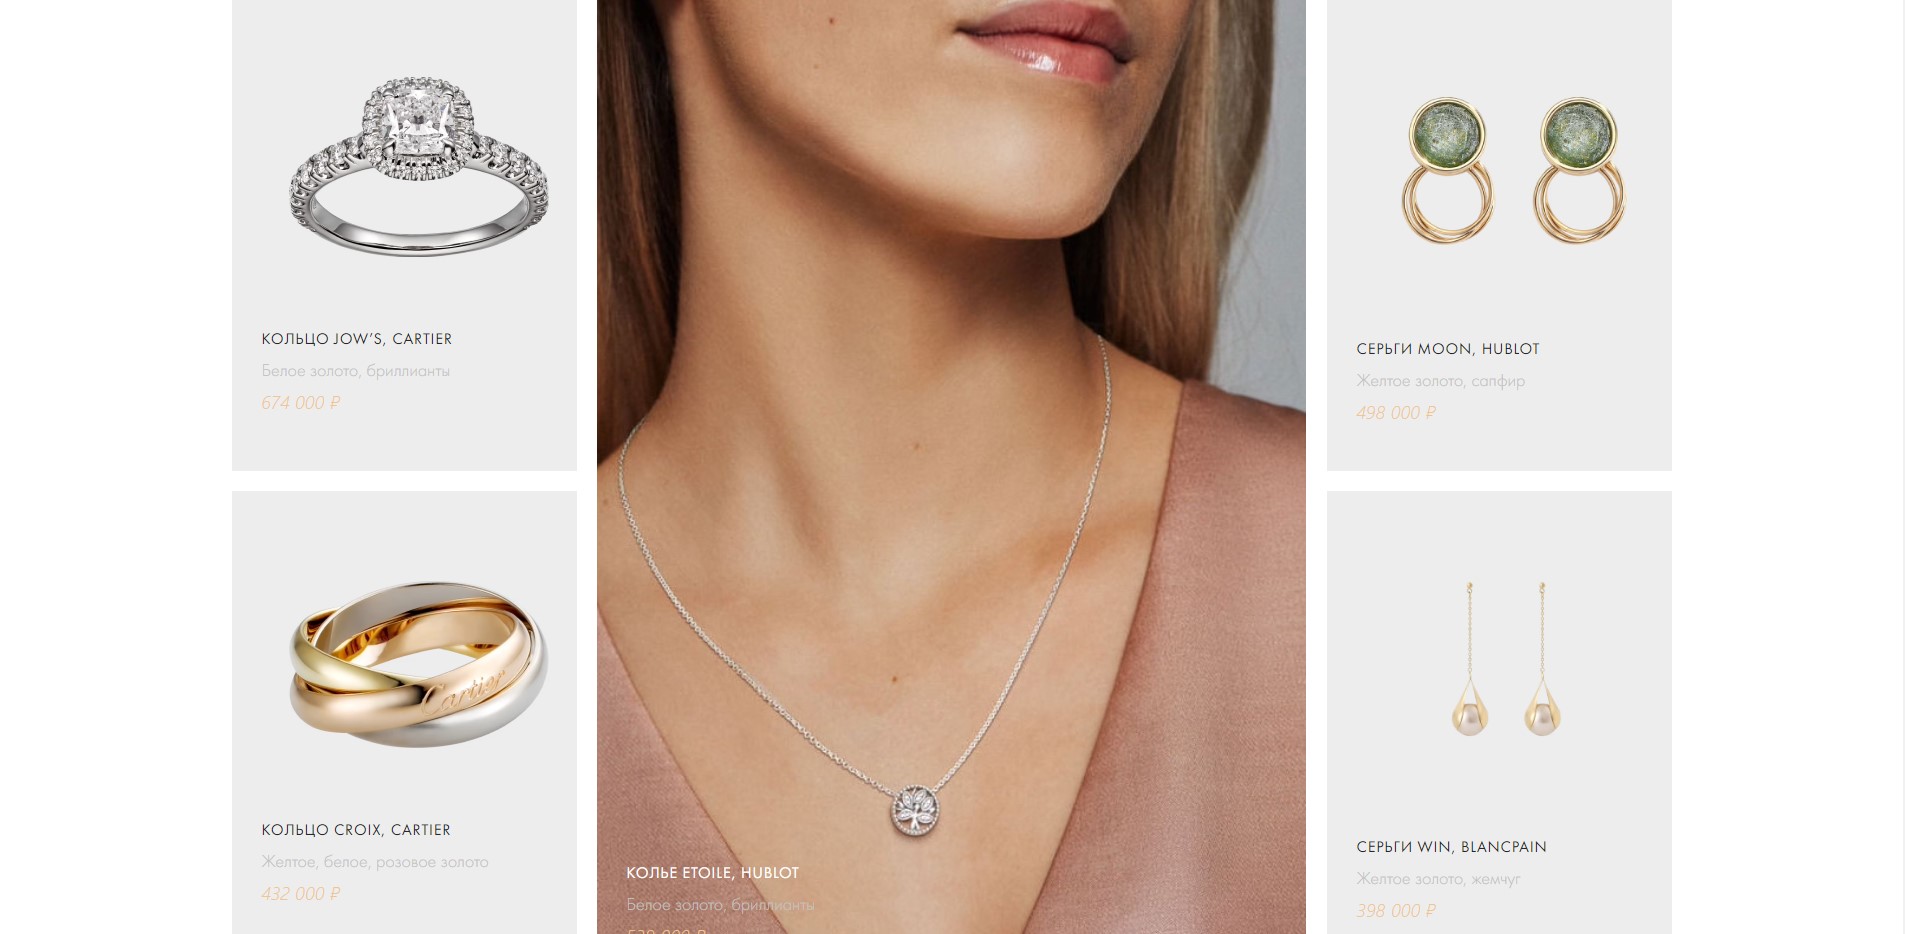 КОЛЬЦО JOW’S, CARTIER
Белое золото, бриллианты
674 000 ₽
Cartier
КОЛЬЦО CROIX, CARTIER
Желтое, белое, розовое золото
432 000 ₽
КОЛЬЕ ETOILE, HUBLOT
Белое золото, бриллианты
СЕРЬГИ MOON, HUBLOT
Желтое золото, сапфир
498 000 ₽
СЕРЬГИ WIN, BLANCPAIN
Желтое золото, жемчуг
398 000 ₽